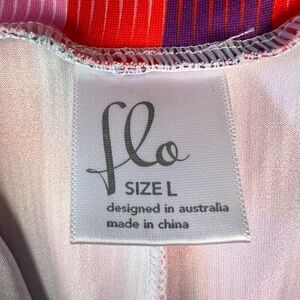 flo
SIZE L
designed in australia
made in china